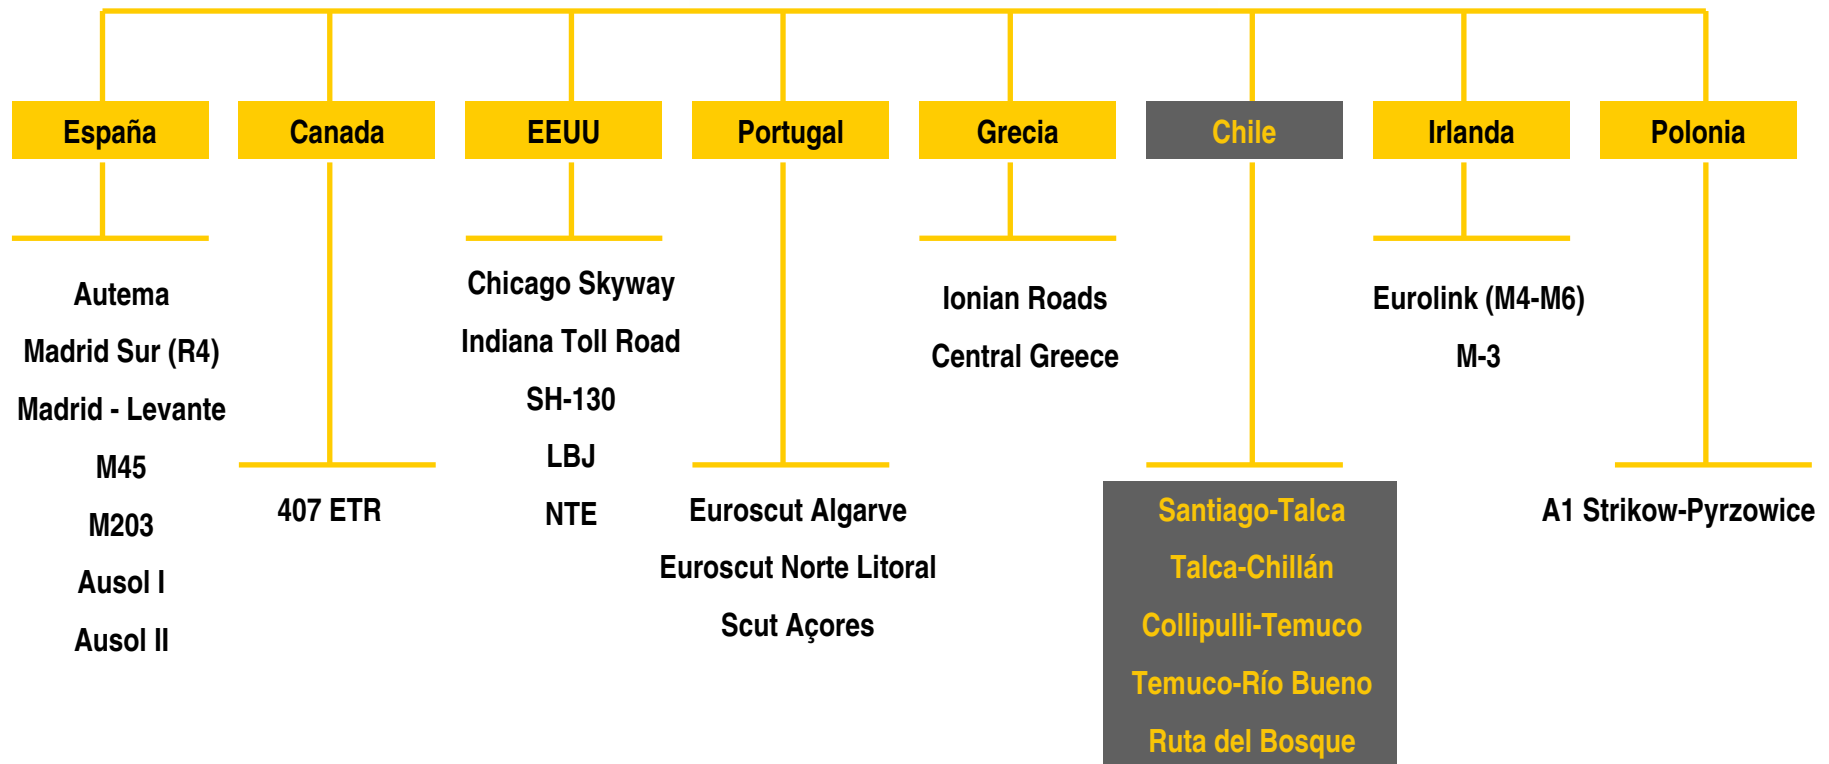 España
Canada
EEUU
Portugal
Grecia
Chile
Irlanda
Polonia
Autema
Madrid Sur (R4)
Madrid - Levante
M45
M203
Ausol I
Ausol II
407 ETR
Chicago Skyway
Indiana Toll Road
SH-130
LBJ
NTE
Euroscut Algarve
Euroscut Norte Litoral
Scut Açores
Ionian Roads
Central Greece
Santiago-Talca
Talca-Chillán
Collipulli-Temuco
Temuco-Río Bueno
Ruta del Bosque
Eurolink (M4-M6)
M-3
A1 Strikow-Pyrzowice